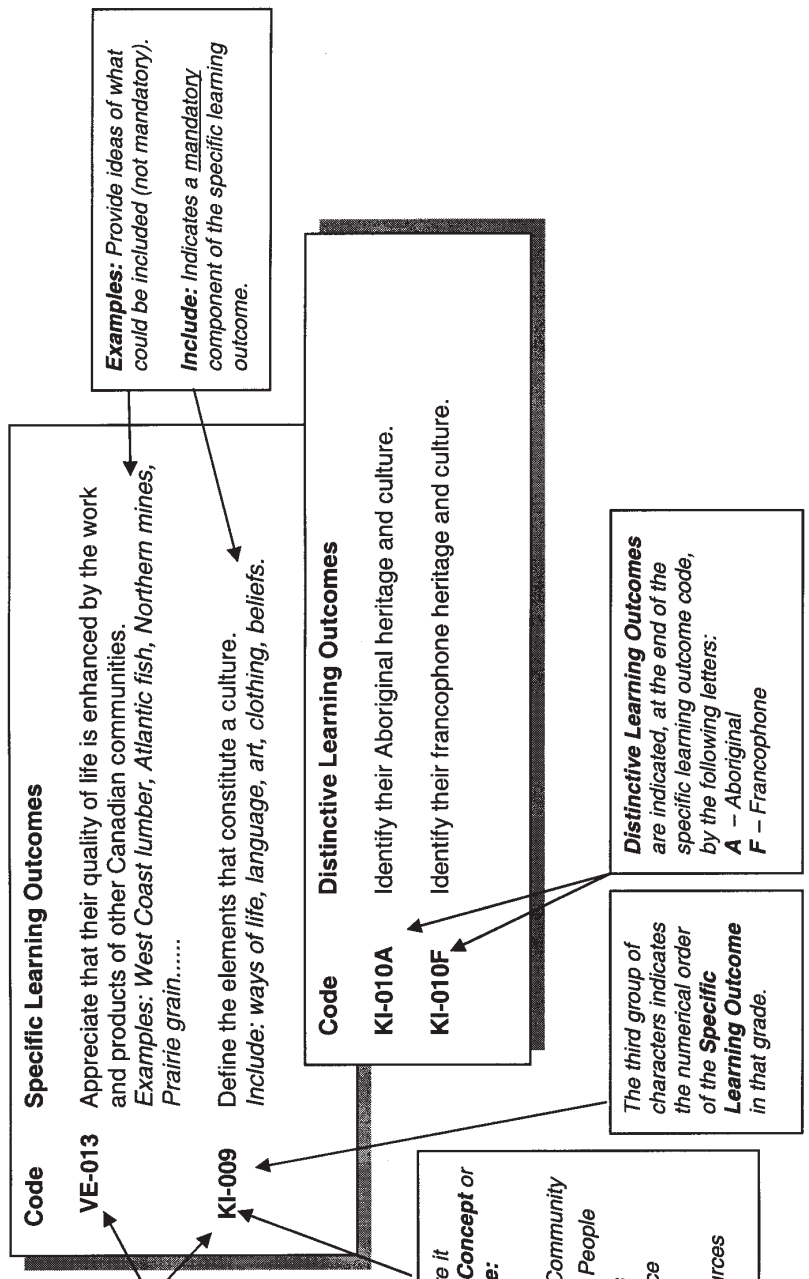 Code Specific Learning Outcomes
VE-013 Appreciate that their quality of life is enhanced by the work
and products of other Canadian communities.
Examples: West Coast lumber, Atlantic fish, Northern mines,
Prairie grain......
KI-009 Define the elements that constitute a culture.
Include: ways of life, language, art, clothing, beliefs.
Examples: Provide ideas of what
could be included (not mandatory).
Include: Indicates a mandatory
component of the specific learning
outcome.
Code Distinctive Learning Outcomes
KI-010A Identify their Aboriginal heritage and culture.
KI-010F Identify their francophone heritage and culture.
Concept or
Community
People
The third group of
characters indicates
the numerical order
of the Specific
Learning Outcome
in that grade.
Distinctive Learning Outcomes
are indicated, at the end of the
specific learning outcome code,
by the following letters:
A – Aboriginal
F – Francophone